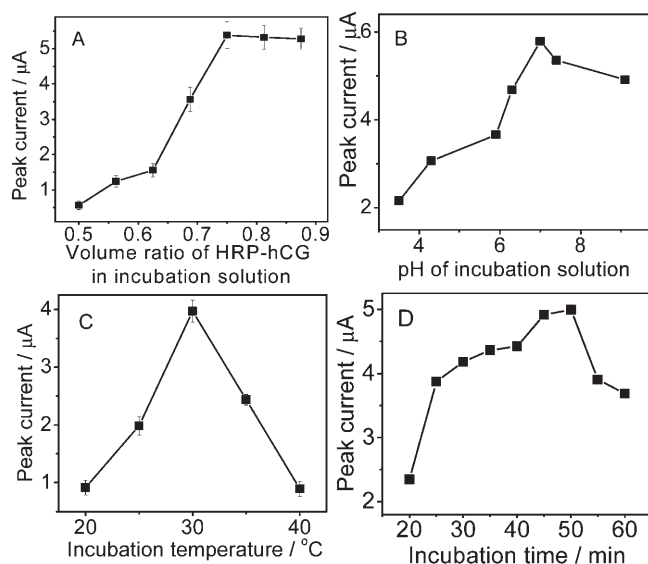 A
Peak current / μA
6
5
4
3
2
1
0.5 0.6 0.7 0.8 0.9
Volume ratio of HRP-hCG
in incubation solution
B
Peak current / μA
6
4
2
4 6 8
pH of incubation solution
C
Peak current / μA
4
3
2
1
20 25 30 35 40
Incubation temperature / °C
D
Peak current / μA
5
4
3
2
20 30 40 50 60
Incubation time / min